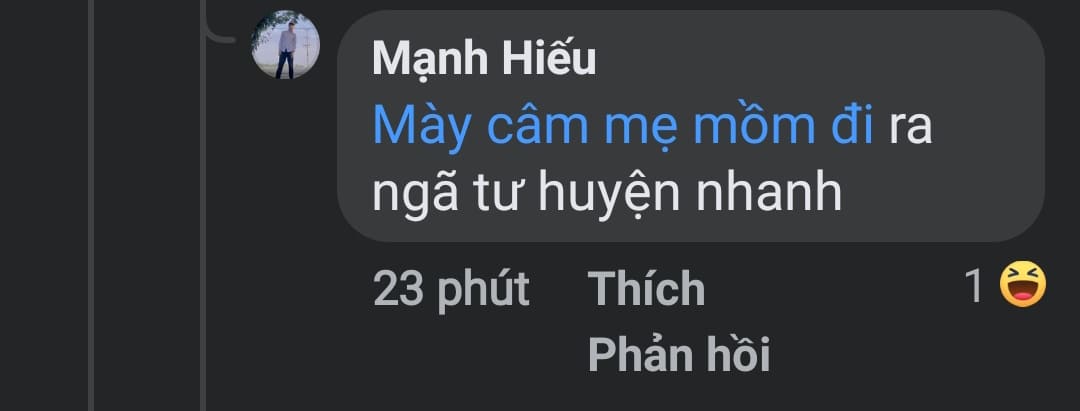 Mạnh Hiếu
Mày câm mẹ mồm đi ra
ngã tư huyện nhanh
23 phút Thích 1
Phản hồi